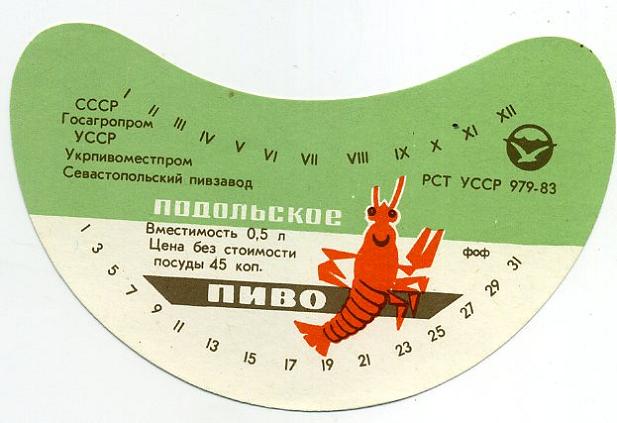 I II III IV V VI VII VIII IX X XI XII
СССР
Госагропром
УССР
Укрпивоместпром
Севастопольский пивзавод
РСТ УССР 979-83
ПОДОЛЬСКОЕ
Вместимость 0,5 л
Цена без стоимости
посуды 45 коп.
фоф
ПИВО
1 3 5 7 9 11 13 15 17 19 21 23 25 27 29 31